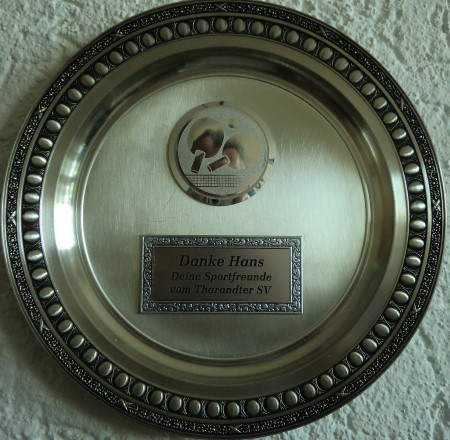 Danke Hans
Deine Sportfreunde
vom Tharandter SV